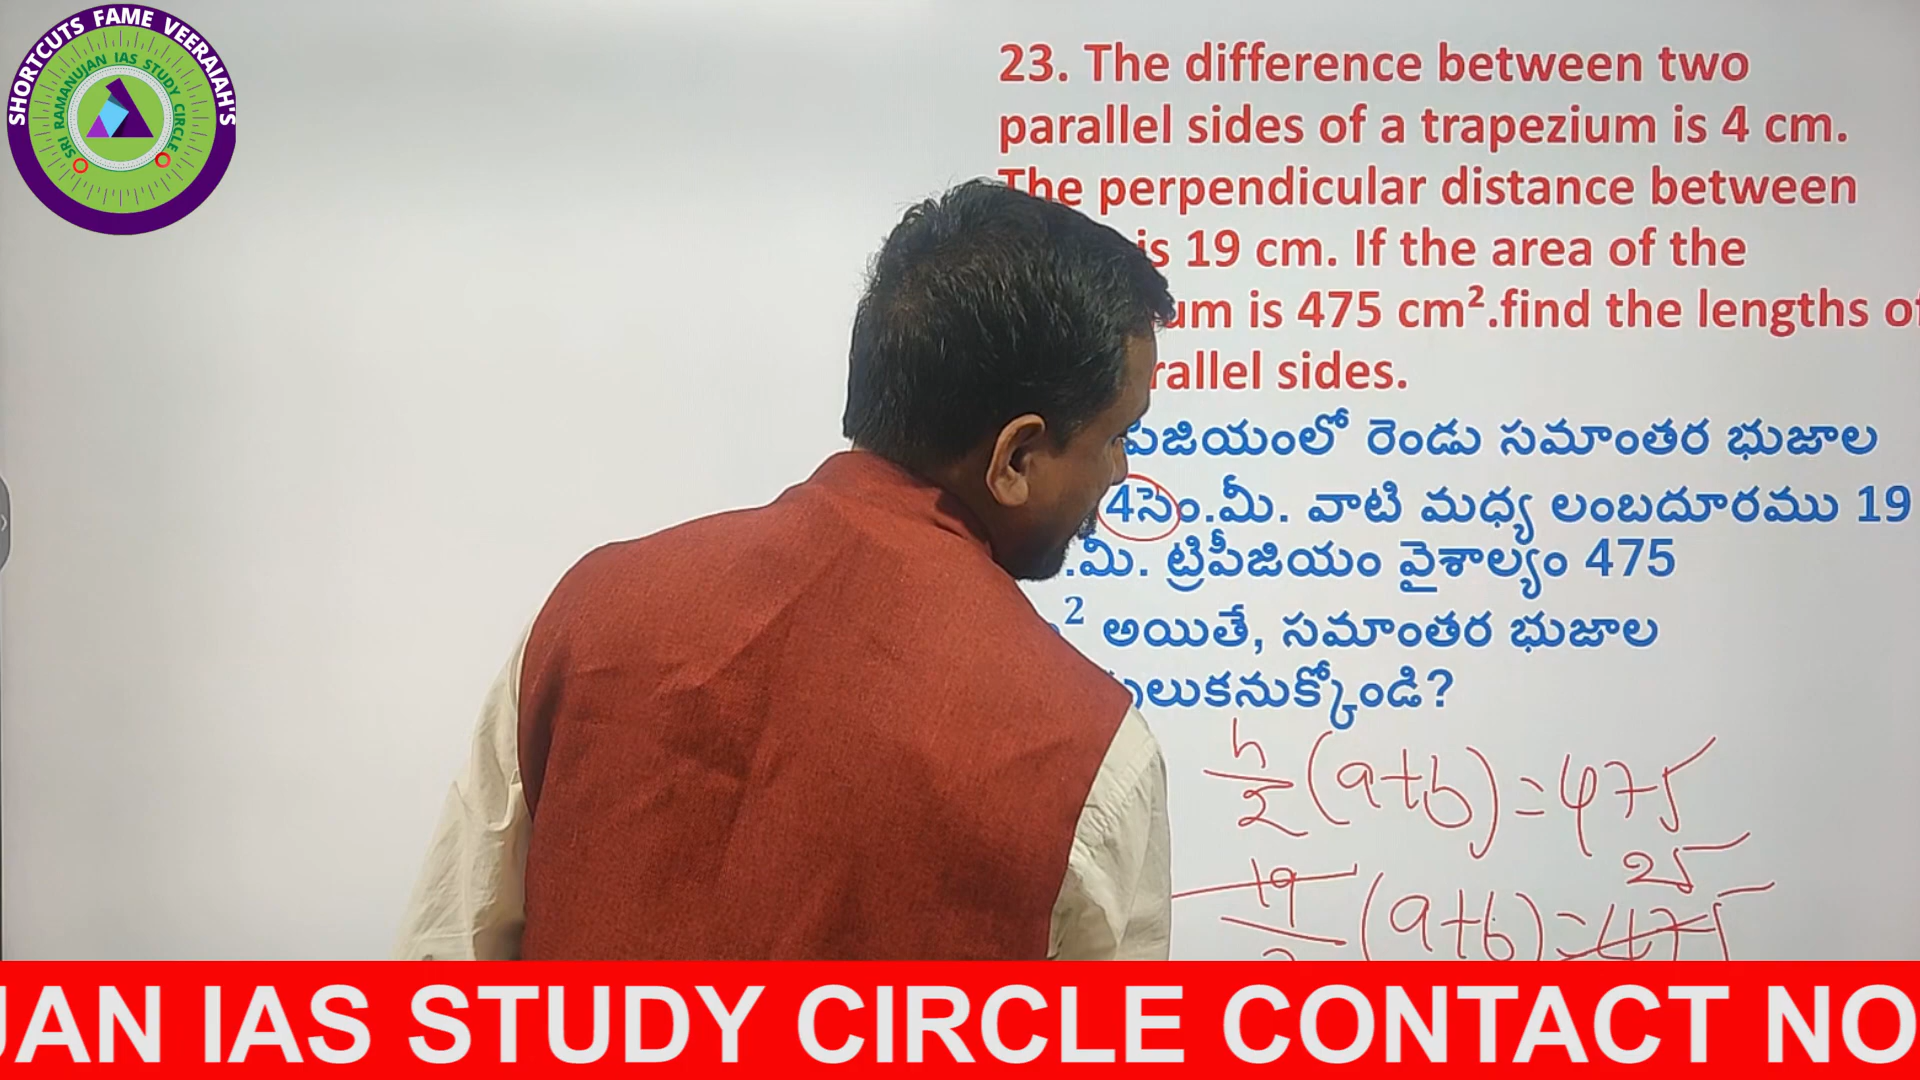 SHORTCUTS FAME VEERAIAH'S
SRI RAMANUJAN IAS STUDY CIRCLE
23. The difference between two
parallel sides of a trapezium is 4 cm.
The perpendicular distance between
is 19 cm. If the area of the
um is 475 cm².find the lengths of
rallel sides.
పీజియంలో రెండు సమాంతర భుజాల
4సెం.మీ. వాటి మధ్య లంబదూరము 19
.మీ. ట్రిపీజియం వైశాల్యం 475
² అయితే, సమాంతర భుజాల
లుకనుక్కోండి?
h/2 (a+b) = 475
25
19/2 (a+b) = 475
JAN IAS STUDY CIRCLE CONTACT NO